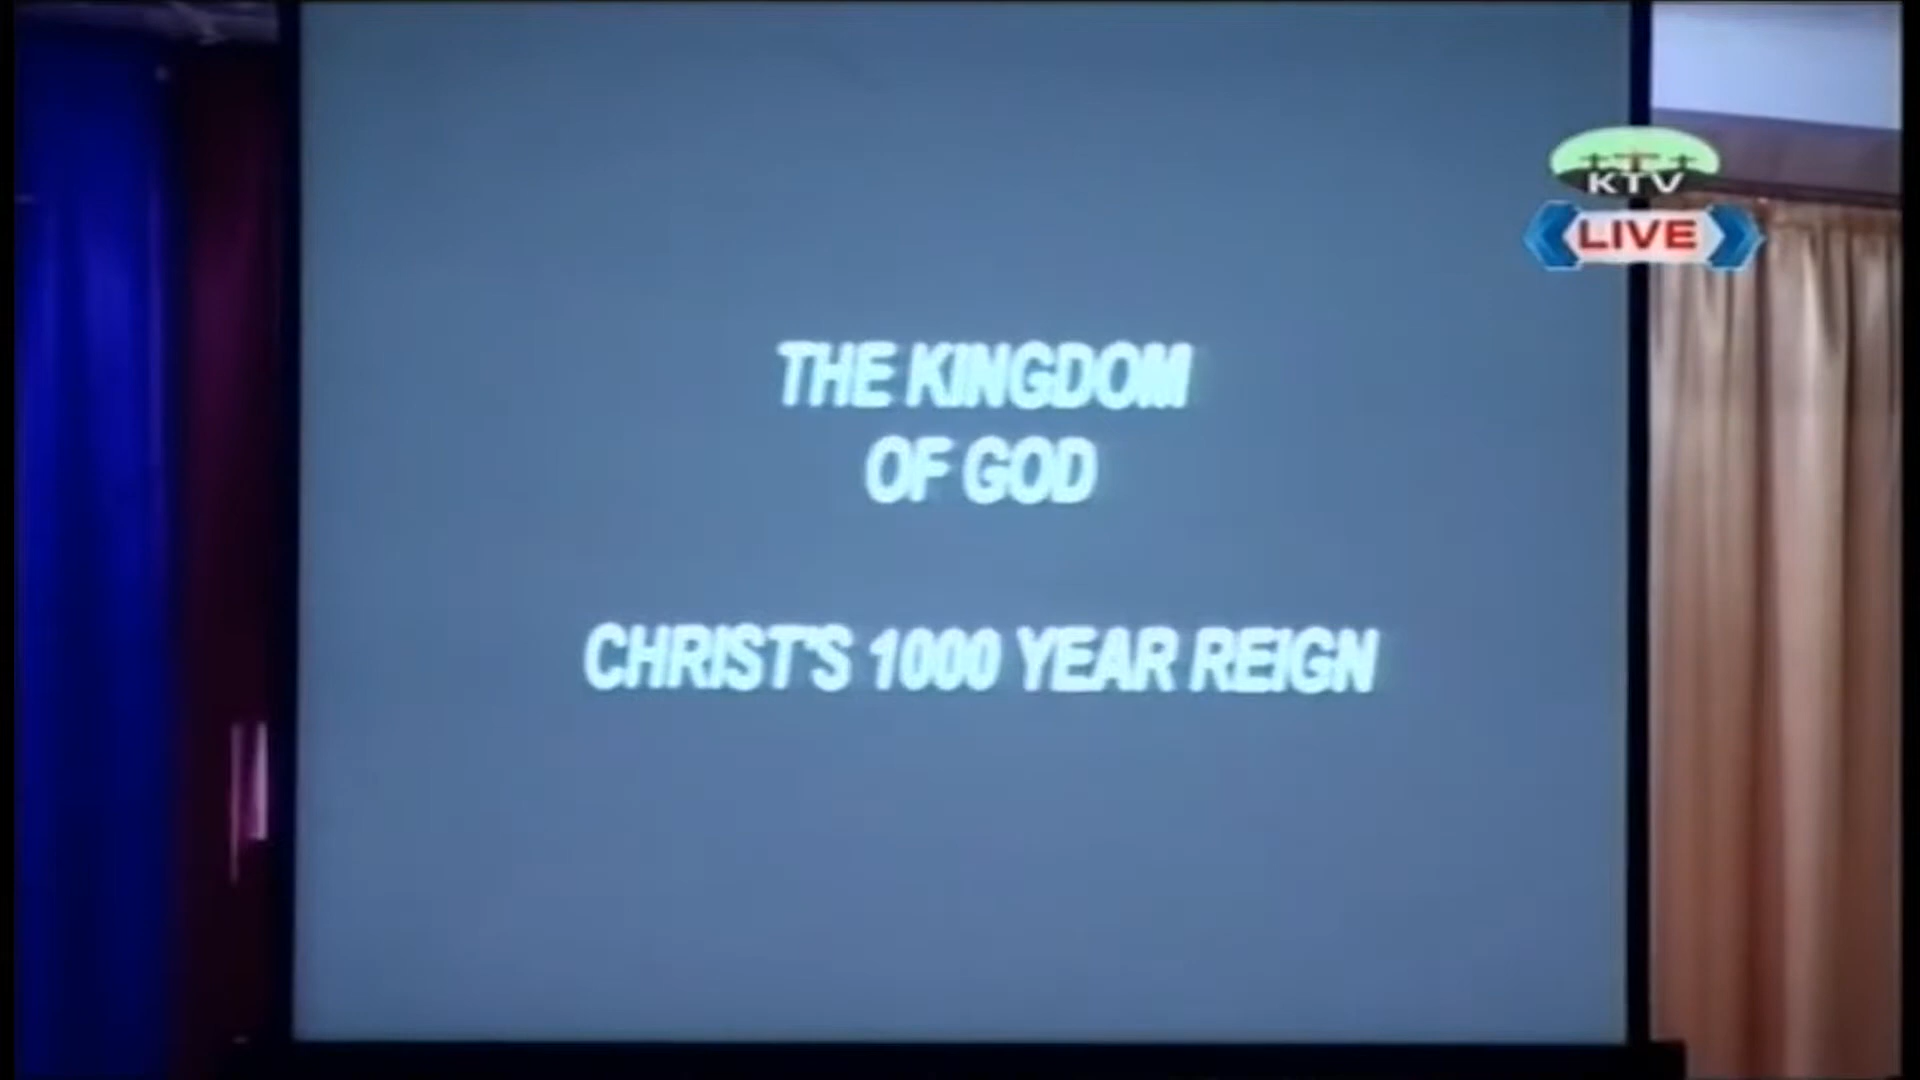 KTV
LIVE
THE KINGDOM
OF GOD
CHRIST'S 1000 YEAR REIGN